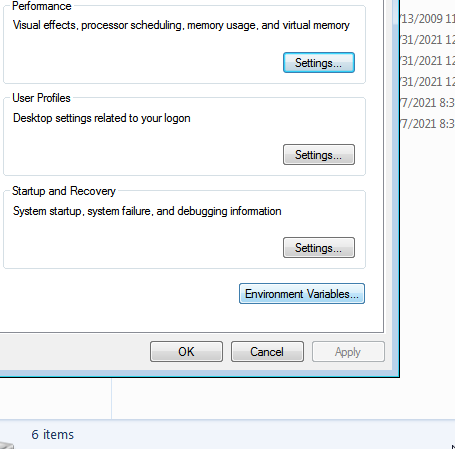 Performance
Visual effects, processor scheduling, memory usage, and virtual memory
Settings...
User Profiles
Desktop settings related to your logon
Settings...
Startup and Recovery
System startup, system failure, and debugging information
Settings...
Environment Variables...
OK Cancel Apply
/13/2009 11
/31/2021 12
/31/2021 12
/31/2021 12
/7/2021 8:3
/7/2021 8:3
6 items